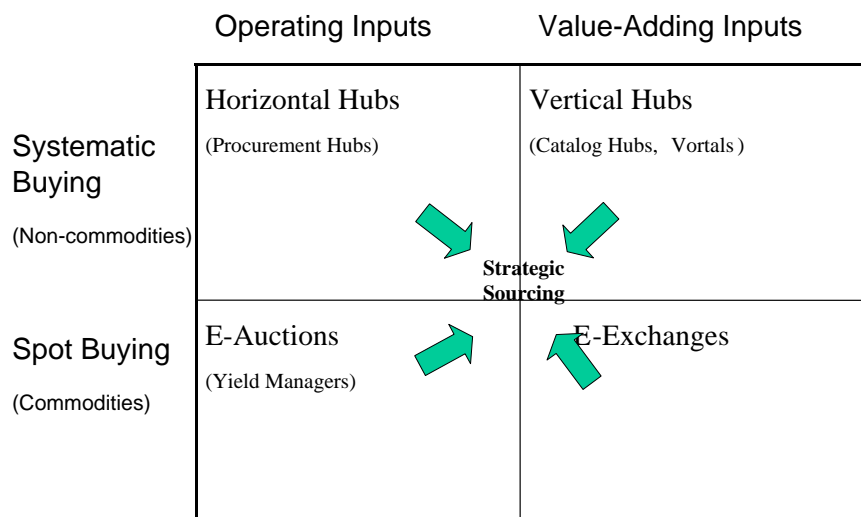 Operating Inputs
Value-Adding Inputs
Systematic
Buying
(Non-commodities)
Horizontal Hubs
(Procurement Hubs)
Vertical Hubs
(Catalog Hubs, Vortals )
Strategic
Sourcing
Spot Buying
(Commodities)
E-Auctions
(Yield Managers)
E-Exchanges